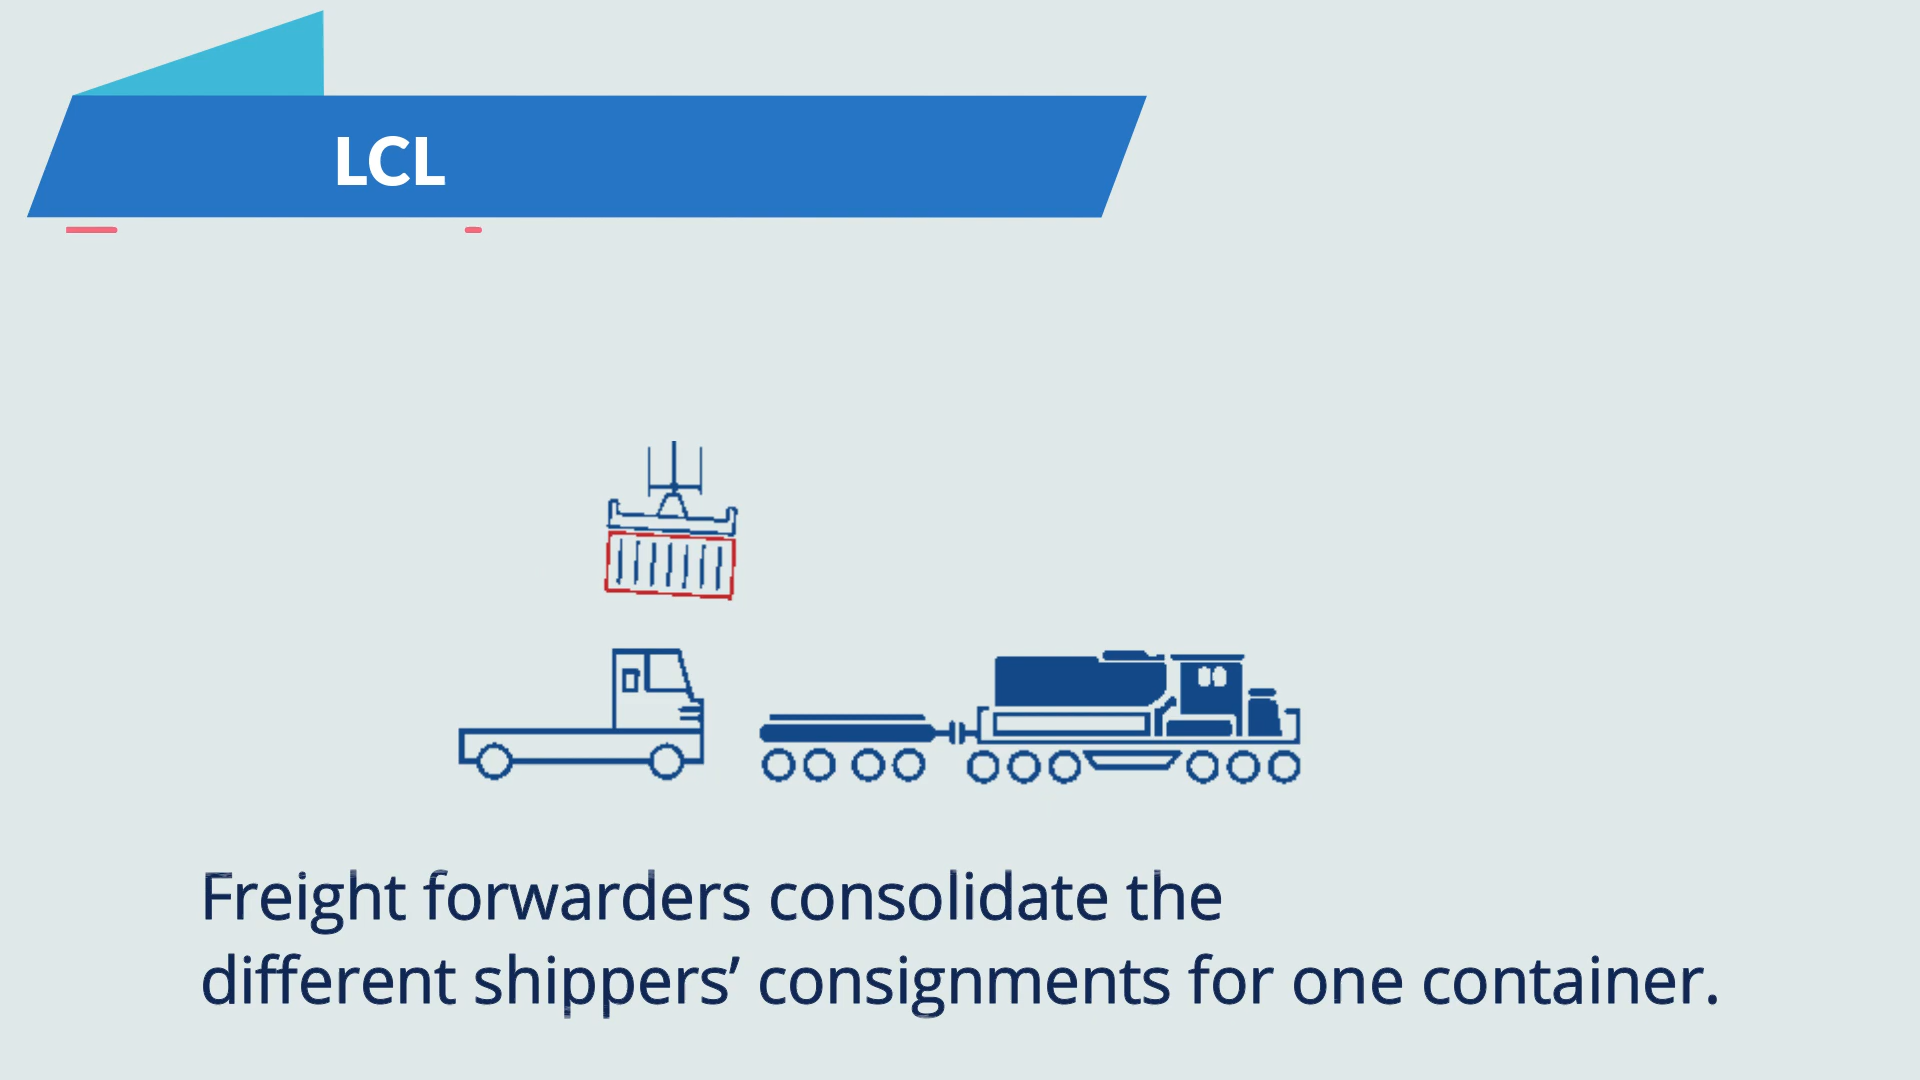 LCL
Freight forwarders consolidate the
different shippers’ consignments for one container.